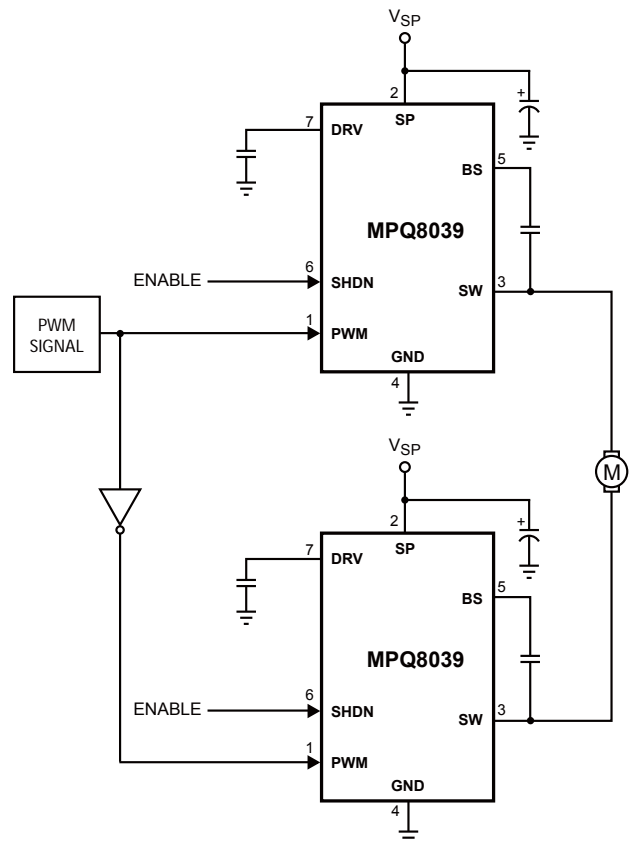 VSP
2
SP
7
DRV
+
BS
5
MPQ8039
ENABLE
6
SHDN
SW
3
PWM
SIGNAL
1
PWM
GND
4
M
VSP
2
SP
7
DRV
+
BS
5
MPQ8039
ENABLE
6
SHDN
SW
3
1
PWM
GND
4